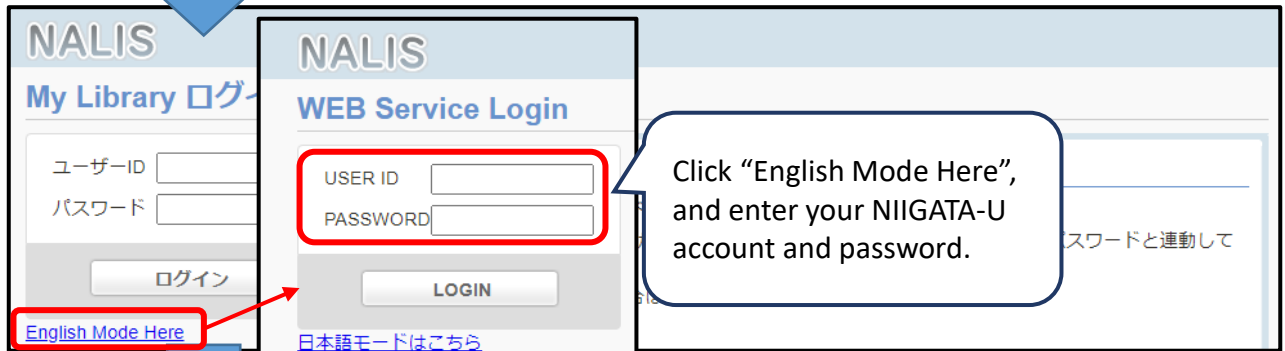 NALIS
My Library ログイ
ユーザーID
パスワード
ログイン
English Mode Here
NALIS
WEB Service Login
USER ID
PASSWORD
LOGIN
日本語モードはこちら
Click “English Mode Here”,
and enter your NIIGATA-U
account and password.
スワードと連動して